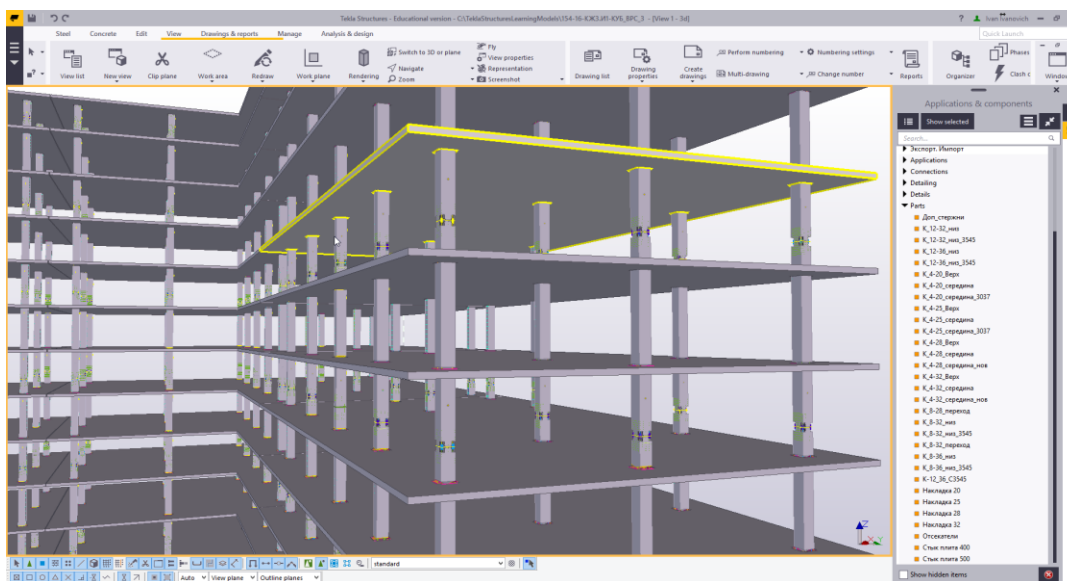 Tekla Structures - Educational version - C:\TeklaStructuresLearningModels\154-16-КЖ3.И1-КУБ_ВРС_3 - [View 1 - 3d]
Ivan Ivanovich
Steel Concrete Edit View Drawings & reports Manage Analysis & design
Quick Launch
View list
New view
Clip plane
Work area
Redraw
Work plane
Rendering
Switch to 3D or plane
Navigate
Zoom
Fly
View properties
Representation
Screenshot
Drawing list
Drawing properties
Create drawings
Perform numbering
Multi-drawing
Numbering settings
Change number
Reports
Organizer
Phases
Clash c
Window
Applications & components
Show selected
Search...
Экспорт. Импорт
Applications
Connections
Detailing
Details
Parts
Доп_стержни
К_12-32_низ
К_12-32_низ_3545
К_12-36_низ
К_12-36_низ_3545
К_4-20_Верх
К_4-20_середина
К_4-20_середина_3037
К_4-25_Верх
К_4-25_середина
К_4-25_середина_3037
К_4-28_Верх
К_4-28_середина
К_4-28_середина_нов
К_4-32_Верх
К_4-32_середина
К_4-32_середина_нов
К_8-28_переход
К_8-32_низ
К_8-32_низ_3545
К_8-32_переход
К_8-36_низ
К_8-36_низ_3545
К-12_36_С3545
Накладка 20
Накладка 25
Накладка 28
Накладка 32
Отсекатели
Стык плита 400
Стык плита 500
Show hidden items
Z
standard
Auto View plane Outline planes